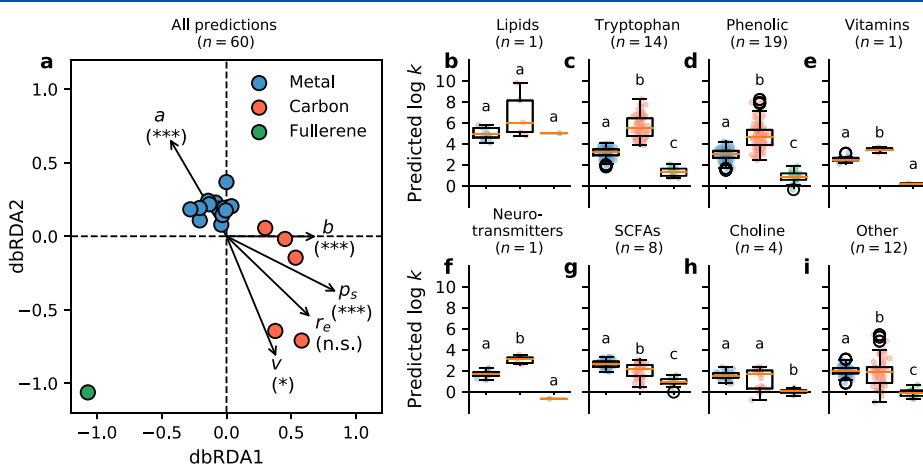 All predictions
(n = 60)
a
1.0
0.5
0.0
−0.5
−1.0
dbRDA2
−1.0
−0.5
0.0
0.5
1.0
dbRDA1
Metal
Carbon
Fullerene
a
(***)
b
(***)
p_s
(***)
r_e
(n.s.)
v
(*)
Lipids
(n = 1)
b
Predicted log k
10
8
6
4
2
0
a
a
a
Tryptophan
(n = 14)
c
a
b
c
Phenolic
(n = 19)
d
a
b
c
Vitamins
(n = 1)
e
a
b
a
Neuro-
transmitters
(n = 1)
f
Predicted log k
10
8
6
4
2
0
a
b
a
SCFAs
(n = 8)
g
a
b
c
Choline
(n = 4)
h
a
a
b
Other
(n = 12)
i
a
b
c